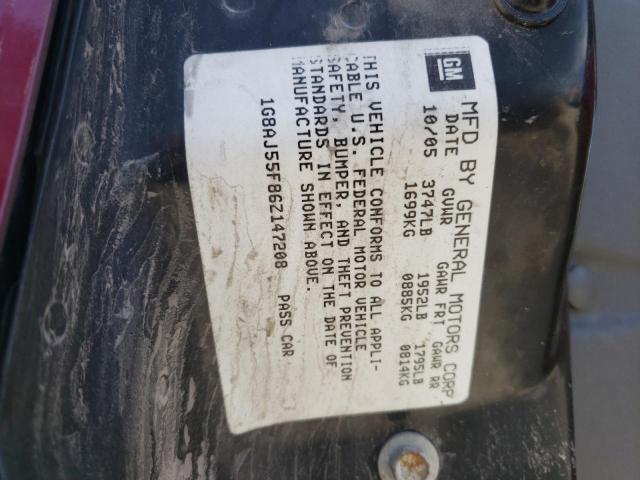 GM
MFD BY GENERAL MOTORS CORP.
DATE GVWR GAWR FRT GAWR RR
10/05 3747LB 1952LB 1795LB
1699KG 0885KG 0814KG
THIS VEHICLE CONFORMS TO ALL APPLI-
CABLE U.S. FEDERAL MOTOR VEHICLE
SAFETY, BUMPER, AND THEFT PREVENTION
STANDARDS IN EFFECT ON THE DATE OF
MANUFACTURE SHOWN ABOVE.
1G8AJ55F86Z147208 PASS CAR